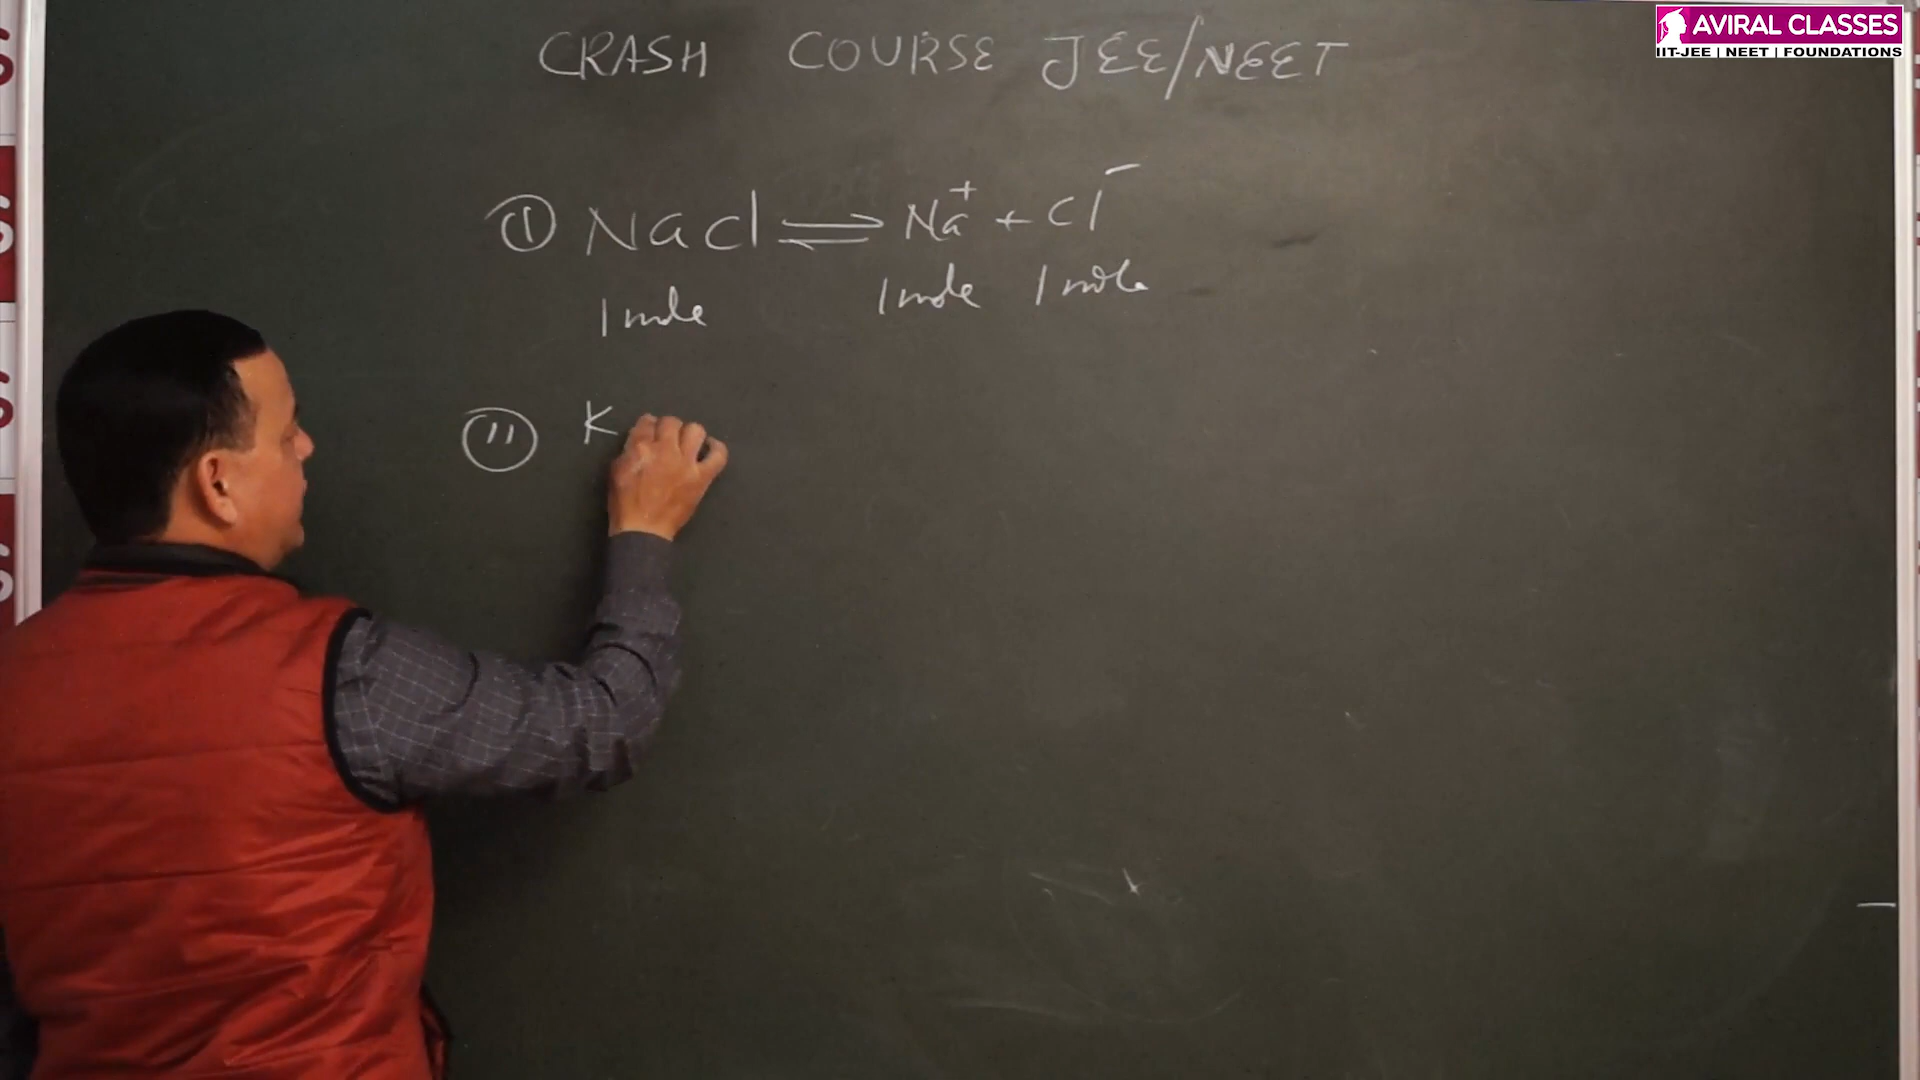 AVIRAL CLASSES
IIT-JEE | NEET | FOUNDATIONS
CRASH COURSE JEE/NEET
① NaCl ⇌ Na⁺ + Cl⁻
1 mole 1 mole 1 mole
(11) K